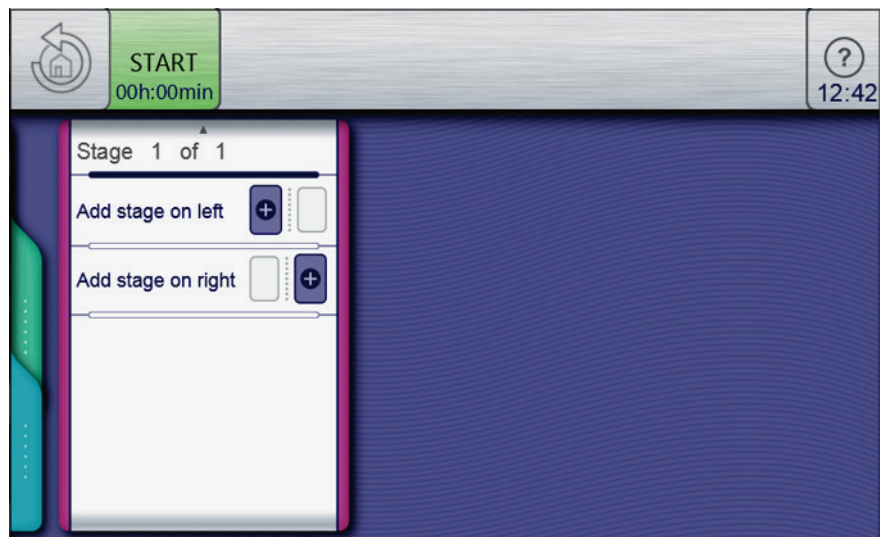 START
00h:00min
?
12:42
Stage 1 of 1
Add stage on left
Add stage on right